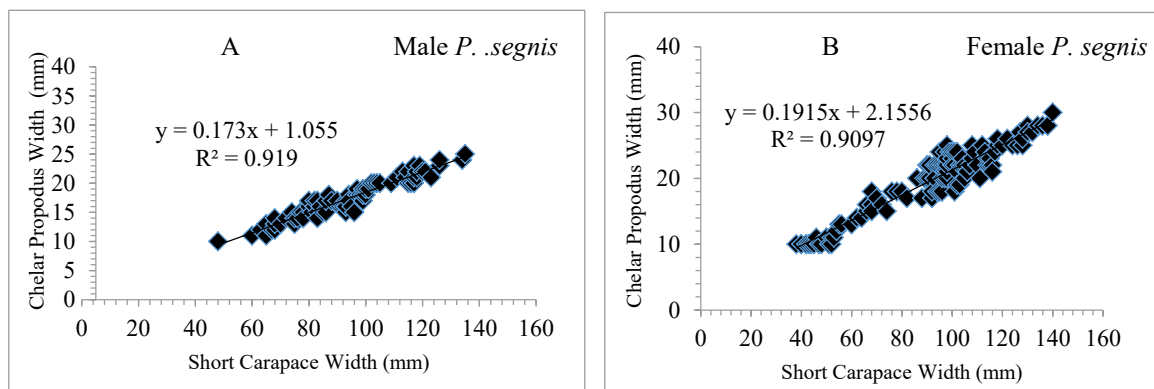 A Male P. .segnis
Chelar Propodus Width (mm)
40
35
30
25
20
15
10
5
0
y = 0.173x + 1.055
R² = 0.919
0 20 40 60 80 100 120 140 160
Short Carapace Width (mm)
B Female P. segnis
Chelar Propodus Width (mm)
40
30
20
10
0
y = 0.1915x + 2.1556
R² = 0.9097
0 20 40 60 80 100 120 140 160
Short Carapace Width (mm)